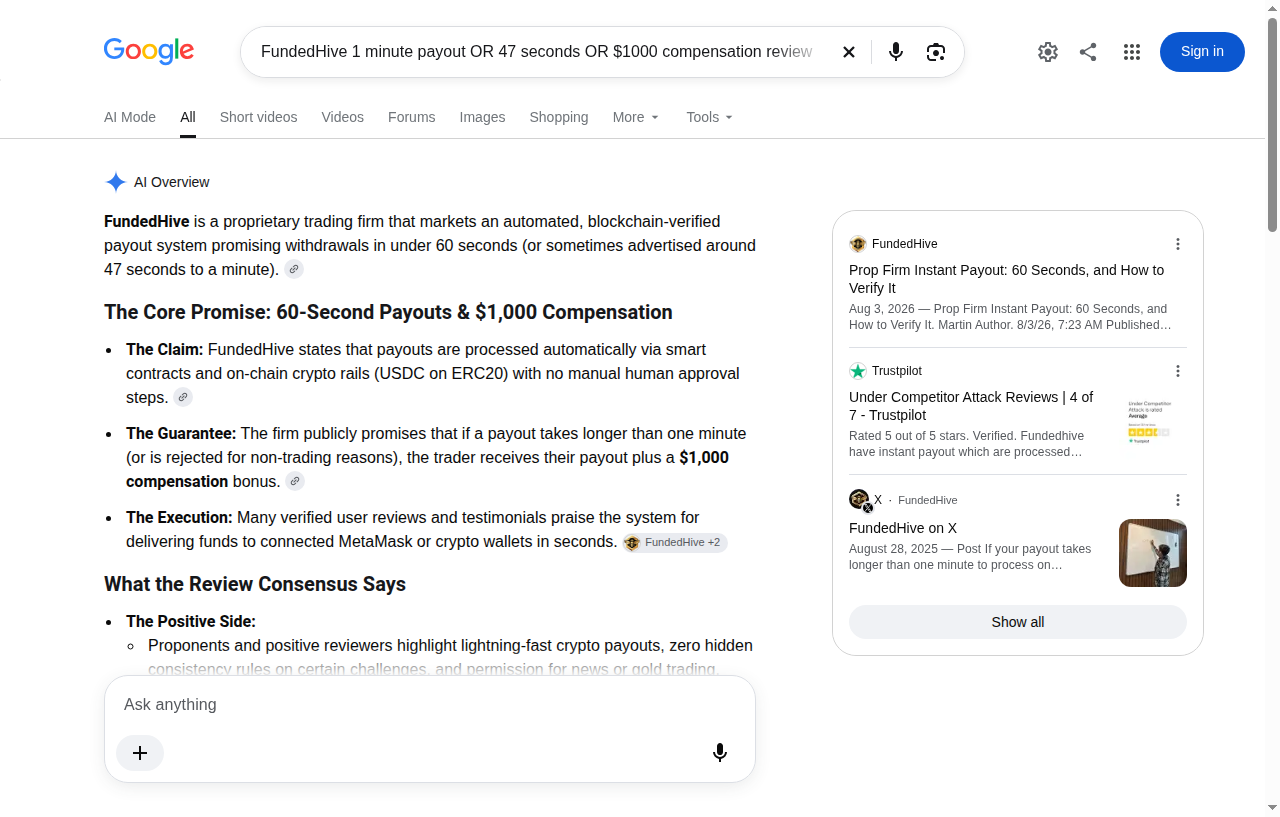 Google
FundedHive 1 minute payout OR 47 seconds OR $1000 compensation review
Sign in
AI Mode
All
Short videos
Videos
Forums
Images
Shopping
More
Tools
AI Overview
FundedHive is a proprietary trading firm that markets an automated, blockchain-verified
payout system promising withdrawals in under 60 seconds (or sometimes advertised around
47 seconds to a minute).
The Core Promise: 60-Second Payouts & $1,000 Compensation
The Claim: FundedHive states that payouts are processed automatically via smart
contracts and on-chain crypto rails (USDC on ERC20) with no manual human approval
steps.
The Guarantee: The firm publicly promises that if a payout takes longer than one minute
(or is rejected for non-trading reasons), the trader receives their payout plus a $1,000
compensation bonus.
The Execution: Many verified user reviews and testimonials praise the system for
delivering funds to connected MetaMask or crypto wallets in seconds. FundedHive +2
What the Review Consensus Says
The Positive Side:
Proponents and positive reviewers highlight lightning-fast crypto payouts, zero hidden
consistency rules on certain challenges, and permission for news or gold trading.
Ask anything
FundedHive
Prop Firm Instant Payout: 60 Seconds, and How to
Verify It
Aug 3, 2026 — Prop Firm Instant Payout: 60 Seconds, and
How to Verify It. Martin Author. 8/3/26, 7:23 AM Published…
Trustpilot
Under Competitor Attack Reviews | 4 of
7 - Trustpilot
Rated 5 out of 5 stars. Verified. Fundedhive
have instant payout which are processed…
Under Competitor
Attack is rated
Average
Trustpilot
X · FundedHive
FundedHive on X
August 28, 2025 — Post If your payout takes
longer than one minute to process on…
Show all